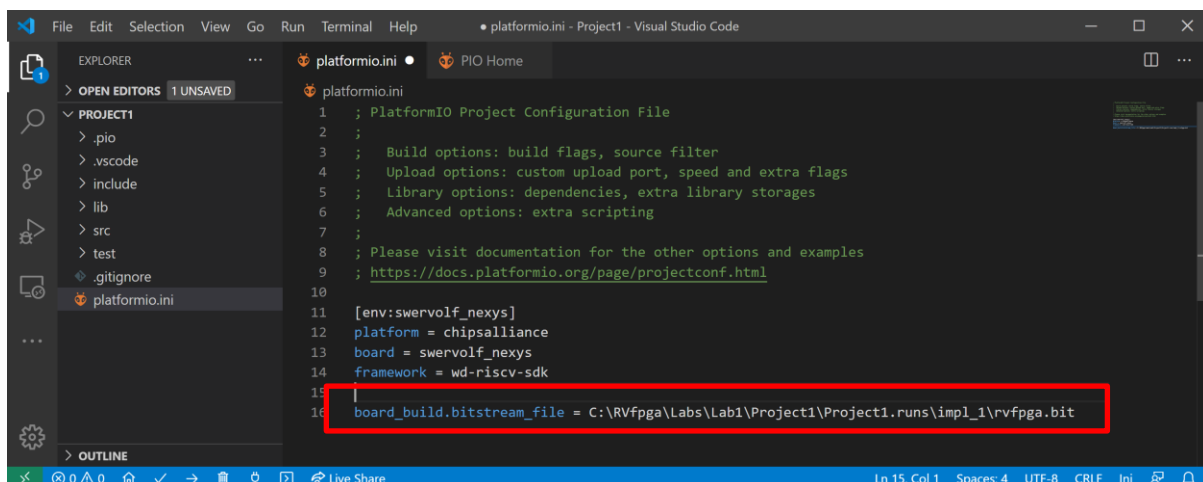 File Edit Selection View Go Run Terminal Help ● platformio.ini - Project1 - Visual Studio Code
EXPLORER
platformio.ini ● PIO Home
OPEN EDITORS 1 UNSAVED
platformio.ini
PROJECT1
.pio
.vscode
include
lib
src
test
.gitignore
platformio.ini
OUTLINE
1 ; PlatformIO Project Configuration File
2 ;
3 ;   Build options: build flags, source filter
4 ;   Upload options: custom upload port, speed and extra flags
5 ;   Library options: dependencies, extra library storages
6 ;   Advanced options: extra scripting
7 ;
8 ; Please visit documentation for the other options and examples
9 ; https://docs.platformio.org/page/projectconf.html
10
11 [env:swervolf_nexys]
12 platform = chipsalliance
13 board = swervolf_nexys
14 framework = wd-riscv-sdk
15
16 board_build.bitstream_file = C:\RVfpga\Labs\Lab1\Project1\Project1.runs\impl_1\rvfpga.bit
0 0 Live Share Ln 15, Col 1 Spaces: 4 UTF-8 CRLF Ini